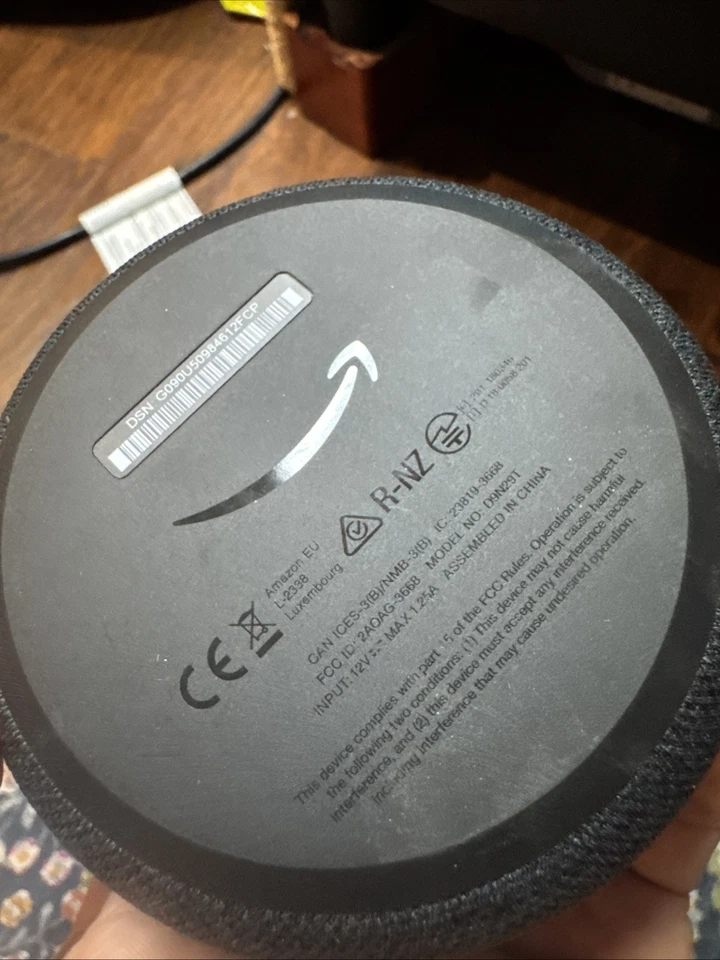 DSN G090U50984612FCP
R-NZ
Amazon EU
L-2338
Luxembourg
CAN ICES-3(B)/NMB-3(B) IC: 23819-3668
FCC ID: 2AOAG-3668 MODEL NO: D9N29T
INPUT: 12V⎓ MAX 1.25A ASSEMBLED IN CHINA
CE
This device complies with part 15 of the FCC Rules. Operation is subject to
the following two conditions: (1) This device may not cause harmful
interference, and (2) this device must accept any interference received,
including interference that may cause undesired operation.